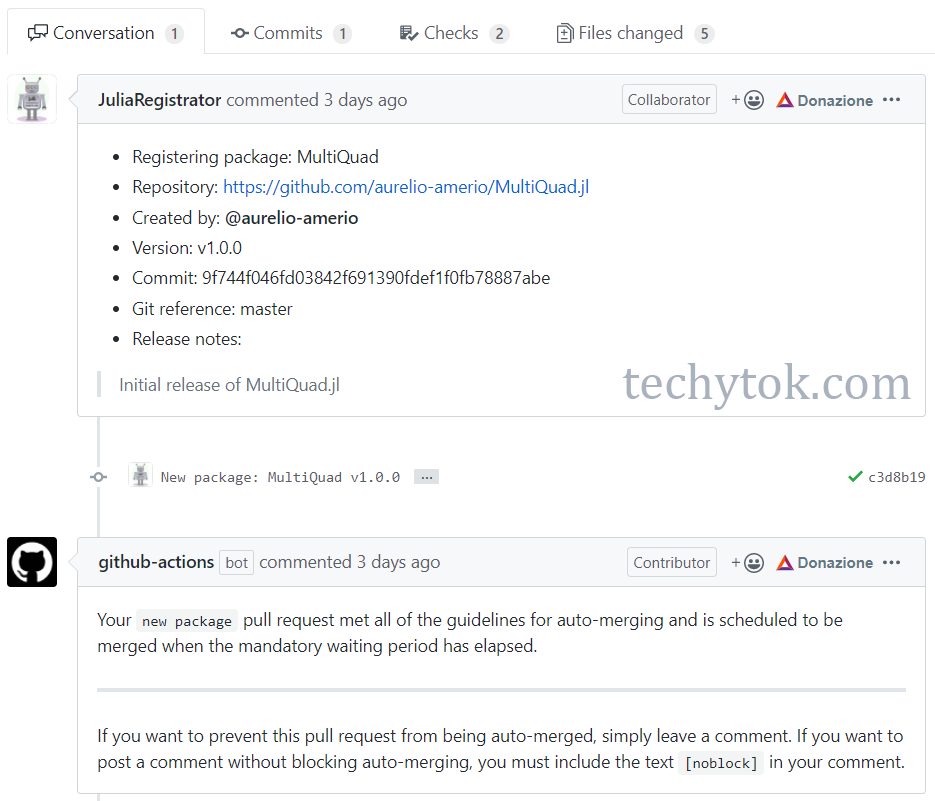 Conversation 1 Commits 1 Checks 2 Files changed 5
JuliaRegistrator commented 3 days ago Collaborator + Donazione ...
• Registering package: MultiQuad
• Repository: https://github.com/aurelio-amerio/MultiQuad.jl
• Created by: @aurelio-amerio
• Version: v1.0.0
• Commit: 9f744f046fd03842f691390fdef1f0fb78887abe
• Git reference: master
• Release notes:
Initial release of MultiQuad.jl
techytok.com
New package: MultiQuad v1.0.0 ... c3d8b19
github-actions bot commented 3 days ago Contributor + Donazione ...
Your new package pull request met all of the guidelines for auto-merging and is scheduled to be
merged when the mandatory waiting period has elapsed.
If you want to prevent this pull request from being auto-merged, simply leave a comment. If you want to
post a comment without blocking auto-merging, you must include the text [noblock] in your comment.